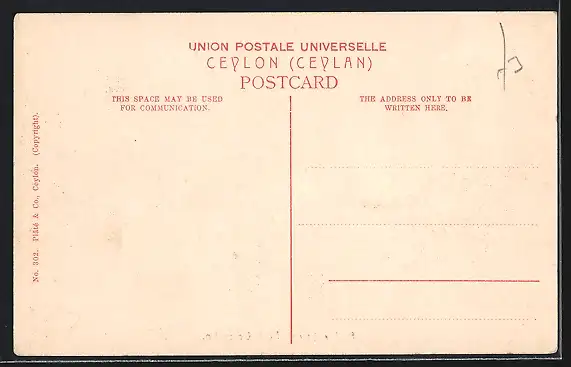 UNION POSTALE UNIVERSELLE
CEYLON (CEYLAN)
POSTCARD
THIS SPACE MAY BE USED
FOR COMMUNICATION.
THE ADDRESS ONLY TO BE
WRITTEN HERE.
No. 302. Plâté & Co., Ceylon. (Copyright).